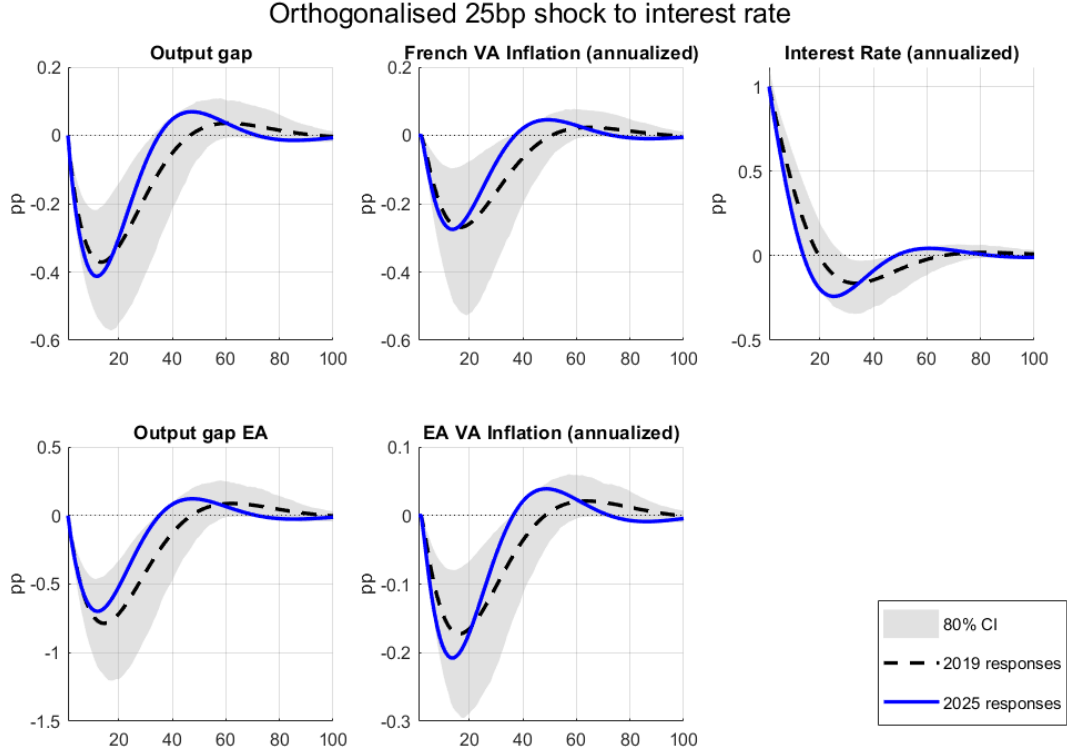 Orthogonalised 25bp shock to interest rate
Output gap
French VA Inflation (annualized)
Interest Rate (annualized)
0.2
0
-0.2
-0.4
-0.6
pp
20 40 60 80 100
0.2
0
-0.2
-0.4
-0.6
pp
20 40 60 80 100
1
0.5
0
-0.5
pp
20 40 60 80 100
Output gap EA
EA VA Inflation (annualized)
0.5
0
-0.5
-1
-1.5
pp
20 40 60 80 100
0.1
0
-0.1
-0.2
-0.3
pp
20 40 60 80 100
80% CI
2019 responses
2025 responses